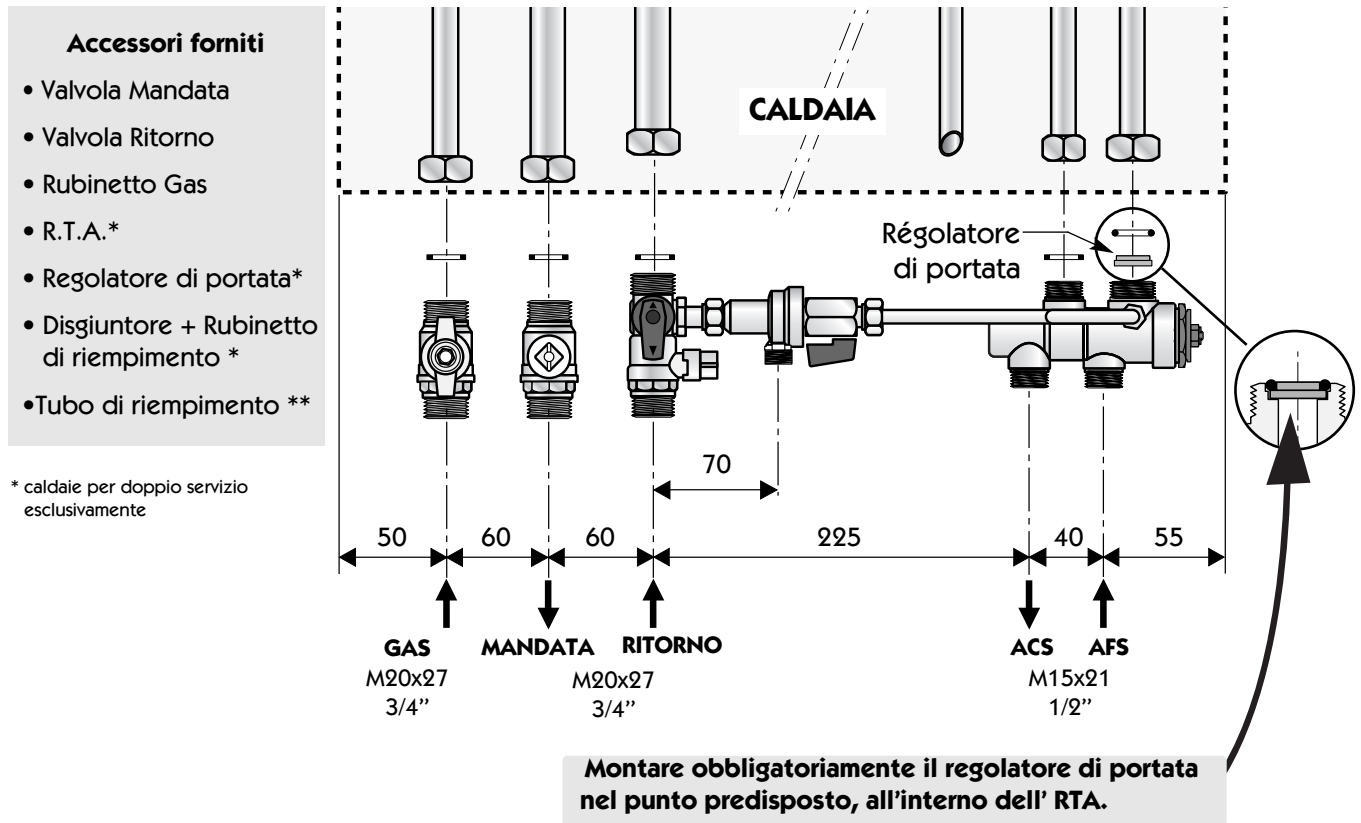 Accessori forniti
• Valvola Mandata
• Valvola Ritorno
• Rubinetto Gas
• R.T.A.*
• Regolatore di portata*
• Disgiuntore + Rubinetto
di riempimento *
•Tubo di riempimento **
* caldaie per doppio servizio
esclusivamente
CALDAIA
Régolatore
di portata
70
50 60 60 225 40 55
GAS MANDATA RITORNO ACS AFS
M20x27 M20x27 M15x21
3/4’’ 3/4’’ 1/2’’
Montare obbligatoriamente il regolatore di portata
nel punto predisposto, all’interno dell’ RTA.